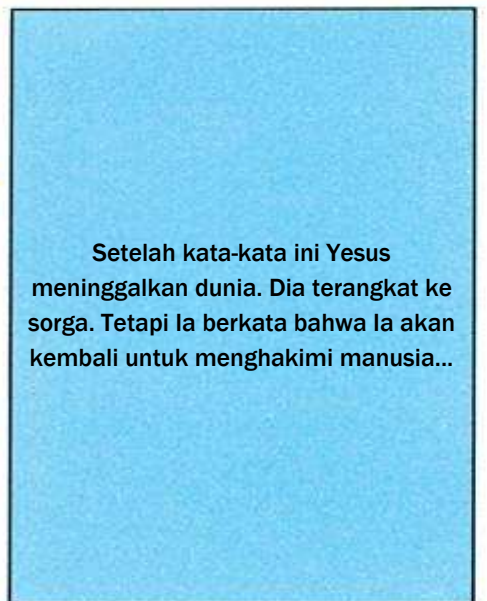 Setelah kata-kata ini Yesus
meninggalkan dunia. Dia terangkat ke
sorga. Tetapi Ia berkata bahwa Ia akan
kembali untuk menghakimi manusia...